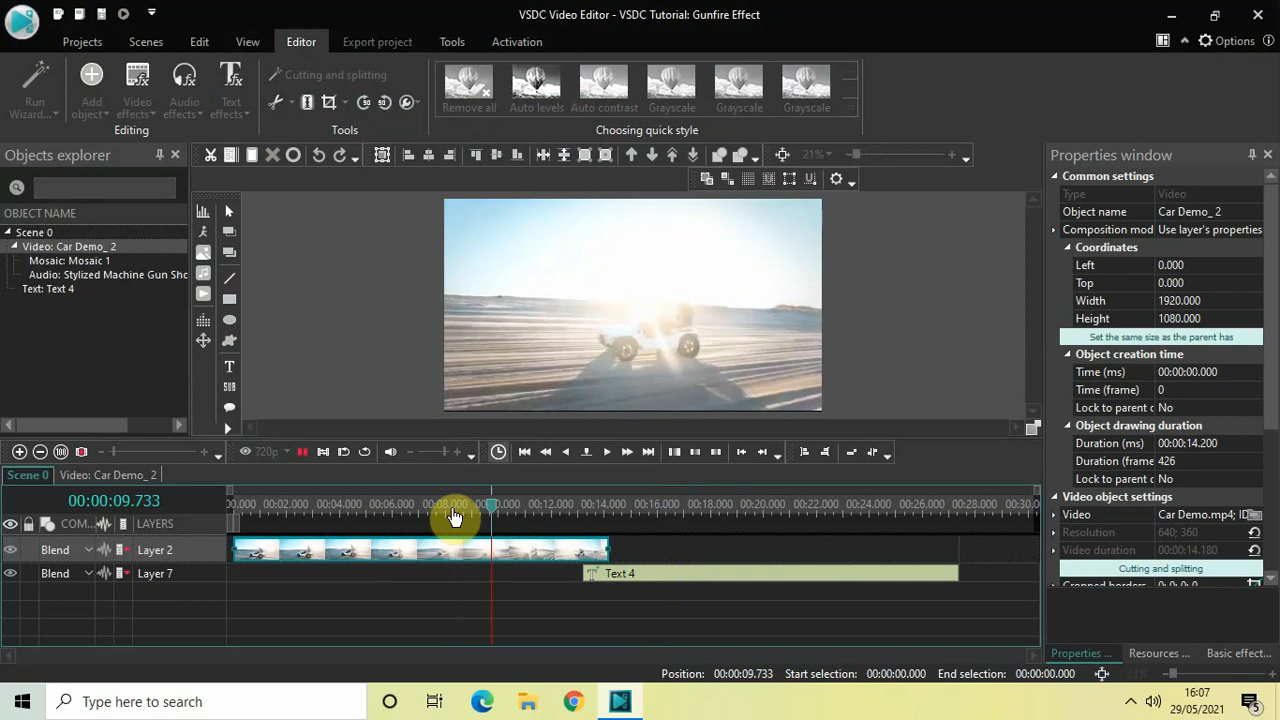 VSDC Video Editor - VSDC Tutorial: Gunfire Effect
Projects Scenes Edit View Editor Export project Tools Activation
Options
Run Wizard...
Add object
Video effects
Audio effects
Text effects
Editing
Cutting and splitting
Tools
Remove all Auto levels Auto contrast Grayscale Grayscale Grayscale
Choosing quick style
Objects explorer
21%
OBJECT NAME
Scene 0
Video: Car Demo_ 2
Mosaic: Mosaic 1
Audio: Stylized Machine Gun Sho
Text: Text 4
T
SUB
Properties window
Common settings
Type Video
Object name Car Demo_ 2
Composition mod Use layer's properties
Coordinates
Left 0.000
Top 0.000
Width 1920.000
Height 1080.000
Set the same size as the parent has
Object creation time
Time (ms) 00:00:00.000
Time (frame) 0
Lock to parent No
Object drawing duration
Duration (ms) 00:00:14.200
Duration (frame 426
Lock to parent No
Video object settings
Video Car Demo.mp4; ID
Resolution 640; 360
Video duration 00:00:14.180
Cutting and splitting
Cropped borders 0; 0; 0; 0
Properties ... Resources ... Basic effect...
720p
Scene 0 Video: Car Demo_ 2
00:00:09.733
.000 00:02.000 00:04.000 00:06.000 00:08.000 00:12.000 00:14.000 00:16.000 00:18.000 00:20.000 00:22.000 00:24.000 00:26.000 00:28.000 00:30.0
COM... LAYERS
Blend Layer 2
Blend Layer 7
Text 4
Position: 00:00:09.733 Start selection: 00:00:00.000 End selection: 00:00:00.000
Type here to search
16:07
29/05/2021
5